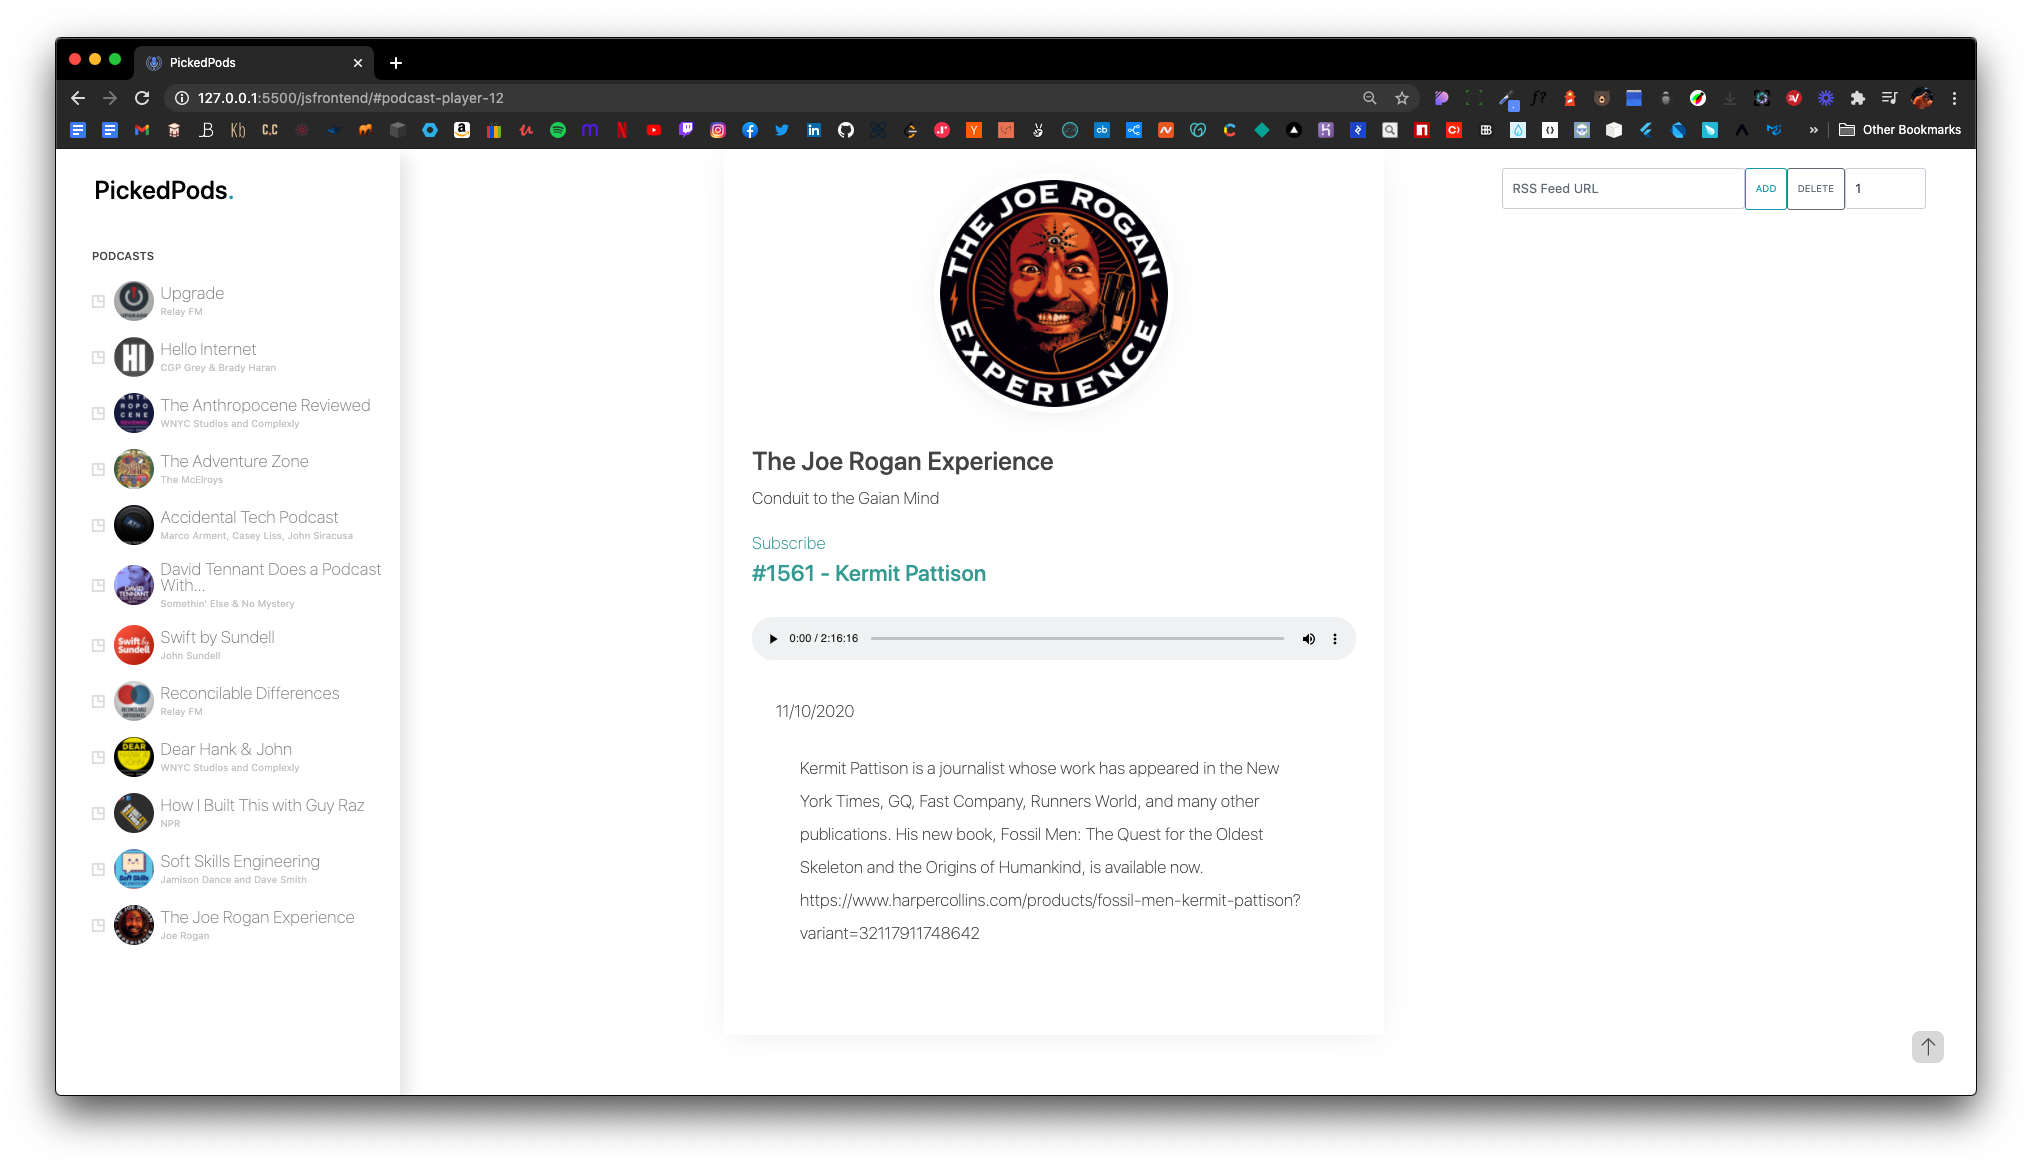 PickedPods
127.0.0.1:5500/jsfrontend/#podcast-player-12
Other Bookmarks
PickedPods.
RSS Feed URL
ADD
DELETE
1
PODCASTS
Upgrade
Relay FM
Hello Internet
CGP Grey & Brady Haran
The Anthropocene Reviewed
WNYC Studios and Complexly
The Adventure Zone
The McElroys
Accidental Tech Podcast
Marco Arment, Casey Liss, John Siracusa
David Tennant Does a Podcast
With...
Somethin' Else & No Mystery
Swift by Sundell
John Sundell
Reconcilable Differences
Relay FM
Dear Hank & John
WNYC Studios and Complexly
How I Built This with Guy Raz
NPR
Soft Skills Engineering
Jamison Dance and Dave Smith
The Joe Rogan Experience
Joe Rogan
THE JOE ROGAN
EXPERIENCE
The Joe Rogan Experience
Conduit to the Gaian Mind
Subscribe
#1561 - Kermit Pattison
0:00 / 2:16:16
11/10/2020
Kermit Pattison is a journalist whose work has appeared in the New
York Times, GQ, Fast Company, Runners World, and many other
publications. His new book, Fossil Men: The Quest for the Oldest
Skeleton and the Origins of Humankind, is available now.
https://www.harpercollins.com/products/fossil-men-kermit-pattison?
variant=32117911748642